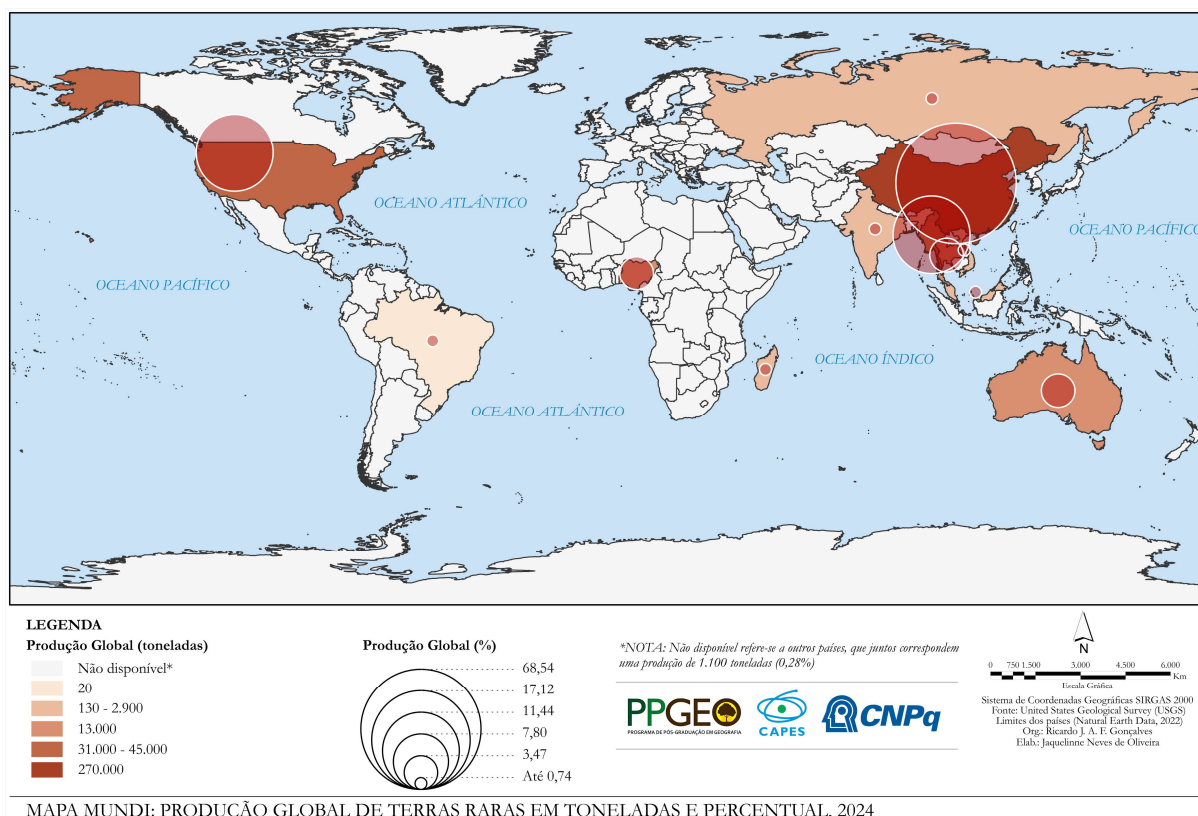 OCEANO ATLÁNTICO
OCEANO PACÍFICO
OCEANO PACÍFICO
OCEANO ÍNDICO
OCEANO ATLÁNTICO
LEGENDA
Produção Global (toneladas)
Não disponível*
20
130 - 2.900
13.000
31.000 - 45.000
270.000
Produção Global (%)
68,54
17,12
11,44
7,80
3,47
Até 0,74
*NOTA: Não disponível refere-se a outros países, que juntos correspondem
uma produção de 1.100 toneladas (0,28%)
PPGEO
PROGRAMA DE PÓS-GRADUAÇÃO EM GEOGRAFIA
CAPES
CNPq
N
0 750 1.500 3.000 4.500 6.000
Km
Escala Gráfica
Sistema de Coordenadas Geográficas SIRGAS 2000
Fonte: United States Geological Survey (USGS)
Limites dos países (Natural Earth Data, 2022)
Org: Ricardo J. A. F. Gonçalves
Elab.: Jaquelinne Neves de Oliveira
MAPA MUNDI: PRODUÇÃO GLOBAL DE TERRAS RARAS EM TONELADAS E PERCENTUAL, 2024